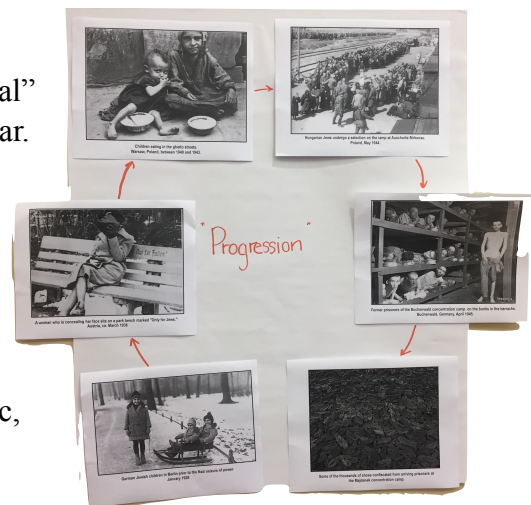 al”
ar.
c,
Children eating in the ghetto streets.
Warsaw, Poland, between 1940 and 1943.
Hungarian Jews undergo a selection on the ramp at Auschwitz-Birkenau.
Poland, May 1944.
"Progression"
A woman who is concealing her face sits on a park bench marked "Only for Jews."
Austria, ca. March 1938.
Former prisoners of the Buchenwald concentration camp on the bunks in the barracks.
Buchenwald, Germany, April 1945.
German Jewish children in Berlin prior to the Nazi seizure of power.
Some of the thousands of shoes confiscated from arriving prisoners at
the Majdanek concentration camp.